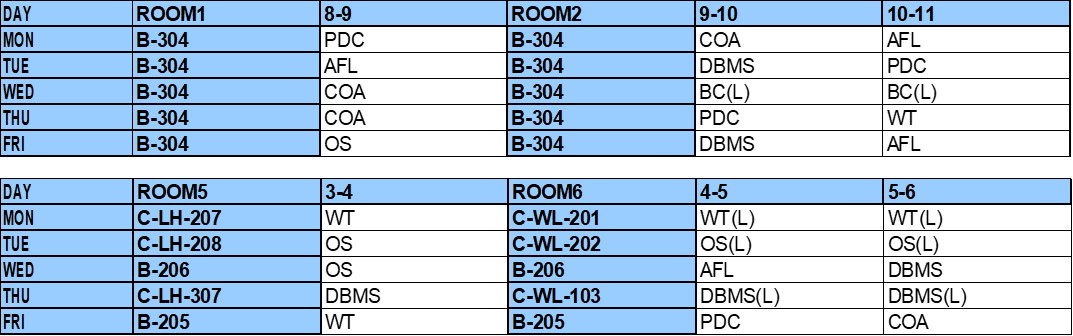 DAY ROOM1 8-9 ROOM2 9-10 10-11
MON B-304 PDC B-304 COA AFL
TUE B-304 AFL B-304 DBMS PDC
WED B-304 COA B-304 BC(L) BC(L)
THU B-304 COA B-304 PDC WT
FRI B-304 OS B-304 DBMS AFL
DAY ROOM5 3-4 ROOM6 4-5 5-6
MON C-LH-207 WT C-WL-201 WT(L) WT(L)
TUE C-LH-208 OS C-WL-202 OS(L) OS(L)
WED B-206 OS B-206 AFL DBMS
THU C-LH-307 DBMS C-WL-103 DBMS(L) DBMS(L)
FRI B-205 WT B-205 PDC COA